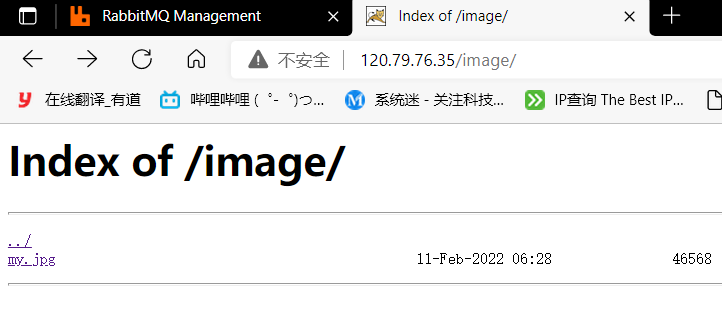 RabbitMQ Management
Index of /image/
不安全 120.79.76.35/image/
在线翻译_有道
哔哩哔哩 ( ゜- ゜)つ...
系统迷 - 关注科技...
IP查询 The Best IP...
Index of /image/
../
my.jpg 11-Feb-2022 06:28 46568